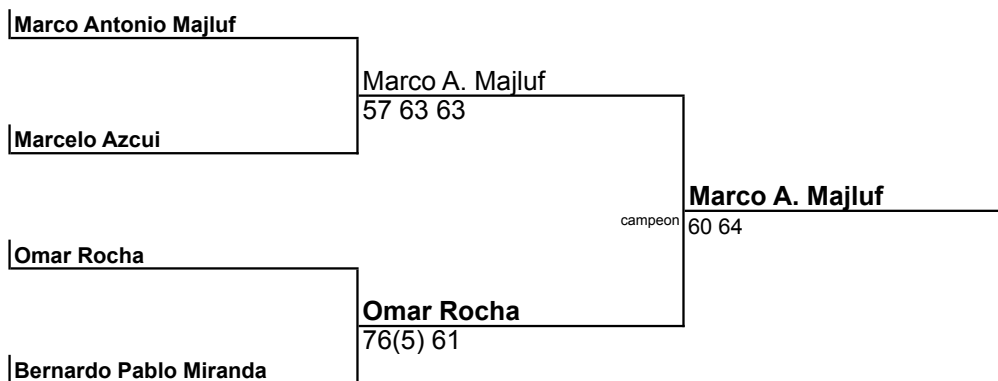 Marco Antonio Majluf
Marco A. Majluf
57 63 63
Marcelo Azcui
Marco A. Majluf
campeon
60 64
Omar Rocha
Omar Rocha
76(5) 61
Bernardo Pablo Miranda